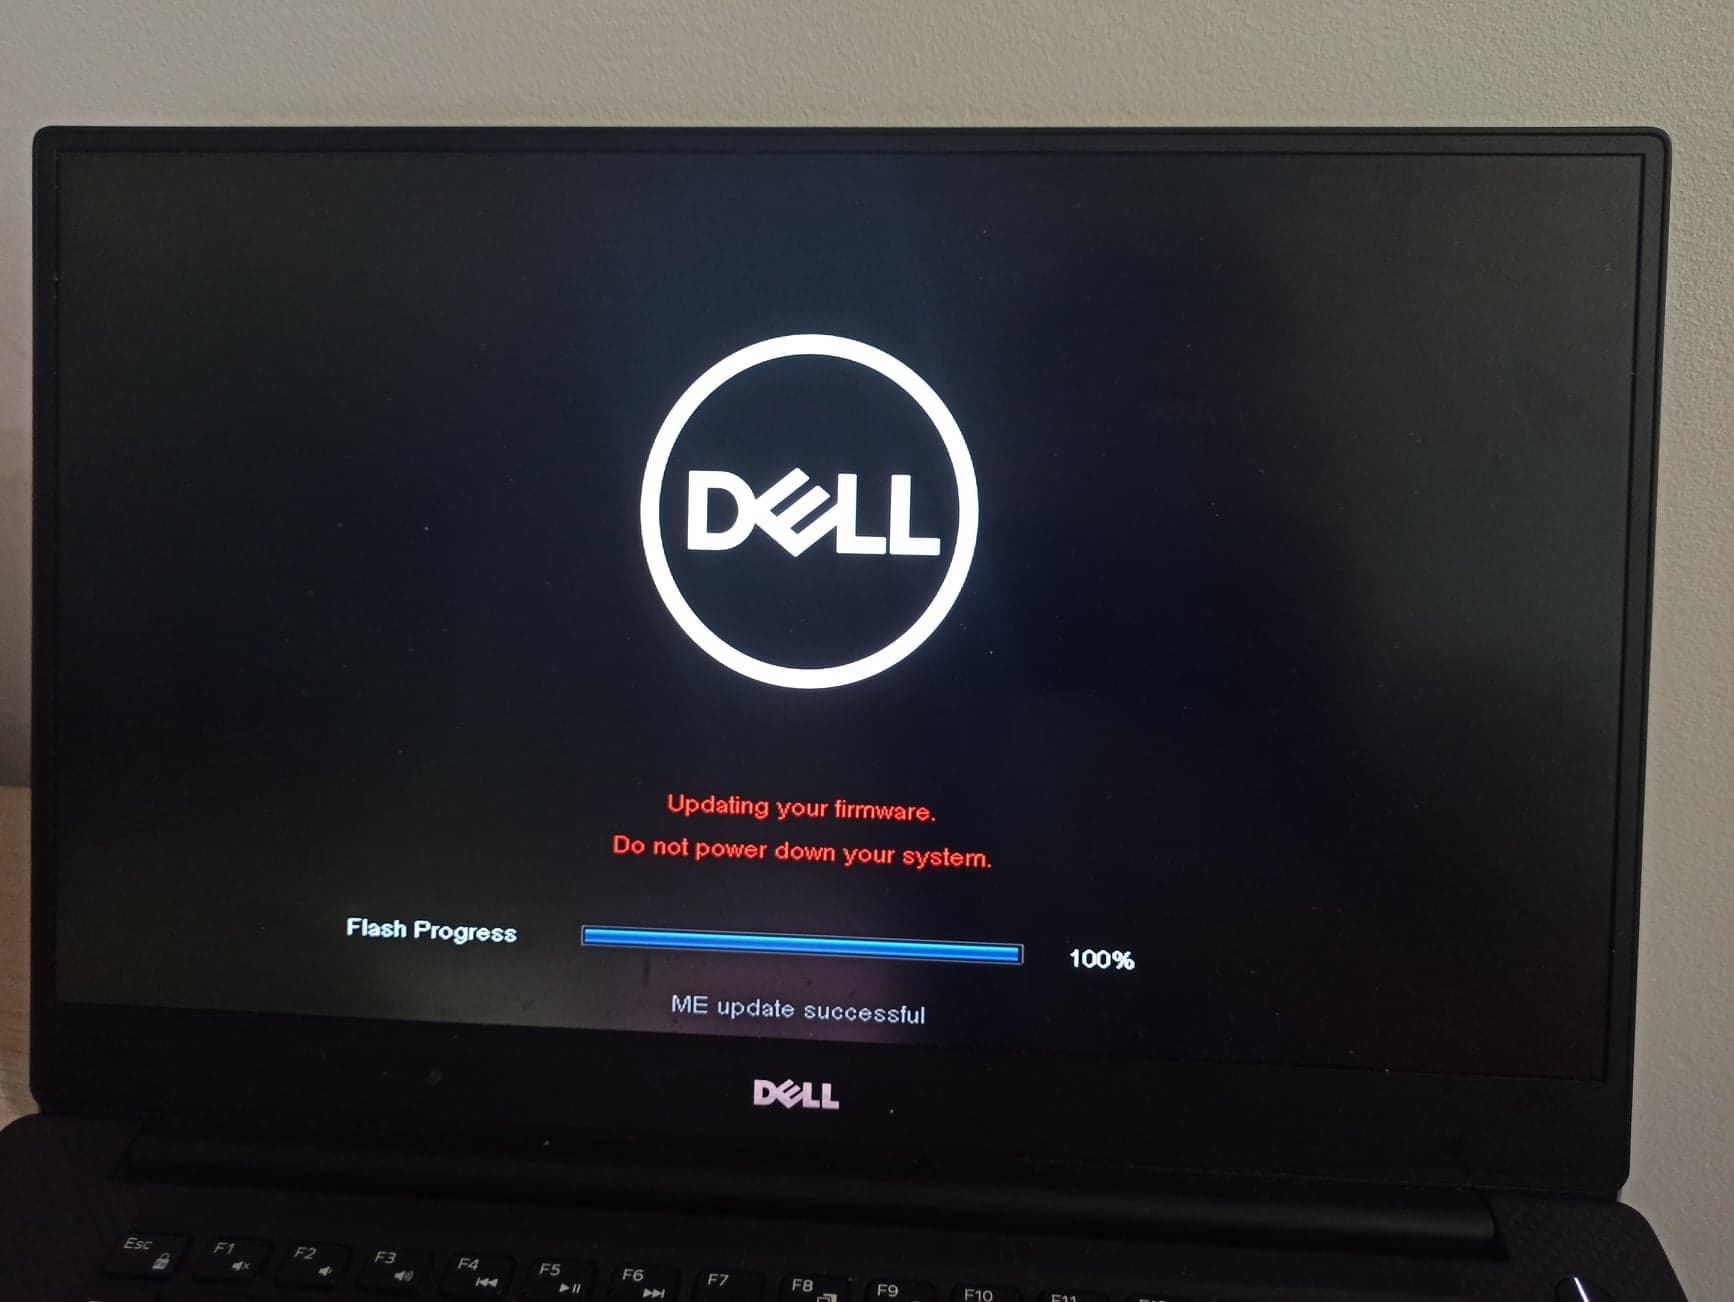 DELL
Updating your firmware.
Do not power down your system.
Flash Progress 100%
ME update successful
DELL
Esc F1 F2 F3 F4 F5 F6 F7 F8 F9 F10 F11